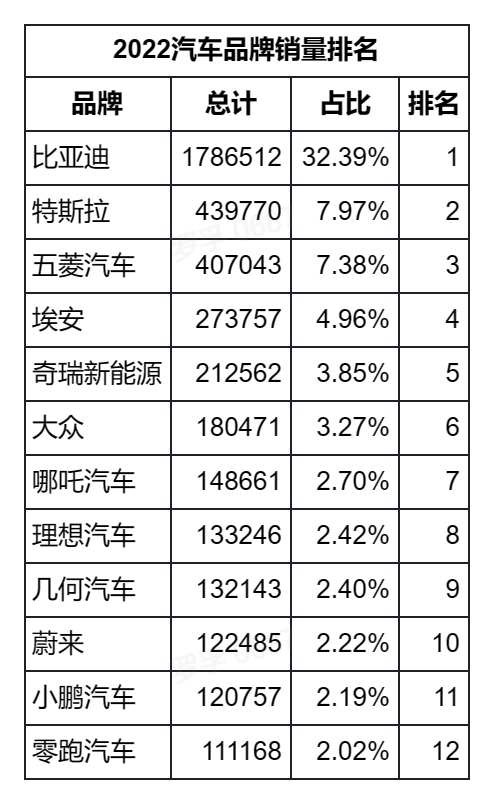 2022汽车品牌销量排名
品牌 总计 占比 排名
比亚迪 1786512 32.39% 1
特斯拉 439770 7.97% 2
五菱汽车 407043 7.38% 3
埃安 273757 4.96% 4
奇瑞新能源 212562 3.85% 5
大众 180471 3.27% 6
哪吒汽车 148661 2.70% 7
理想汽车 133246 2.42% 8
几何汽车 132143 2.40% 9
蔚来 122485 2.22% 10
小鹏汽车 120757 2.19% 11
零跑汽车 111168 2.02% 12